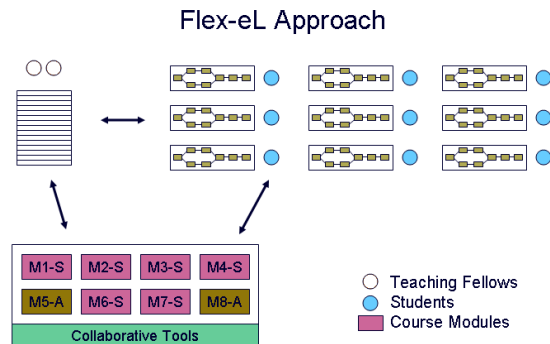 Flex-eL Approach
M1-S M2-S M3-S M4-S
M5-A M6-S M7-S M8-A
Collaborative Tools
Teaching Fellows
Students
Course Modules